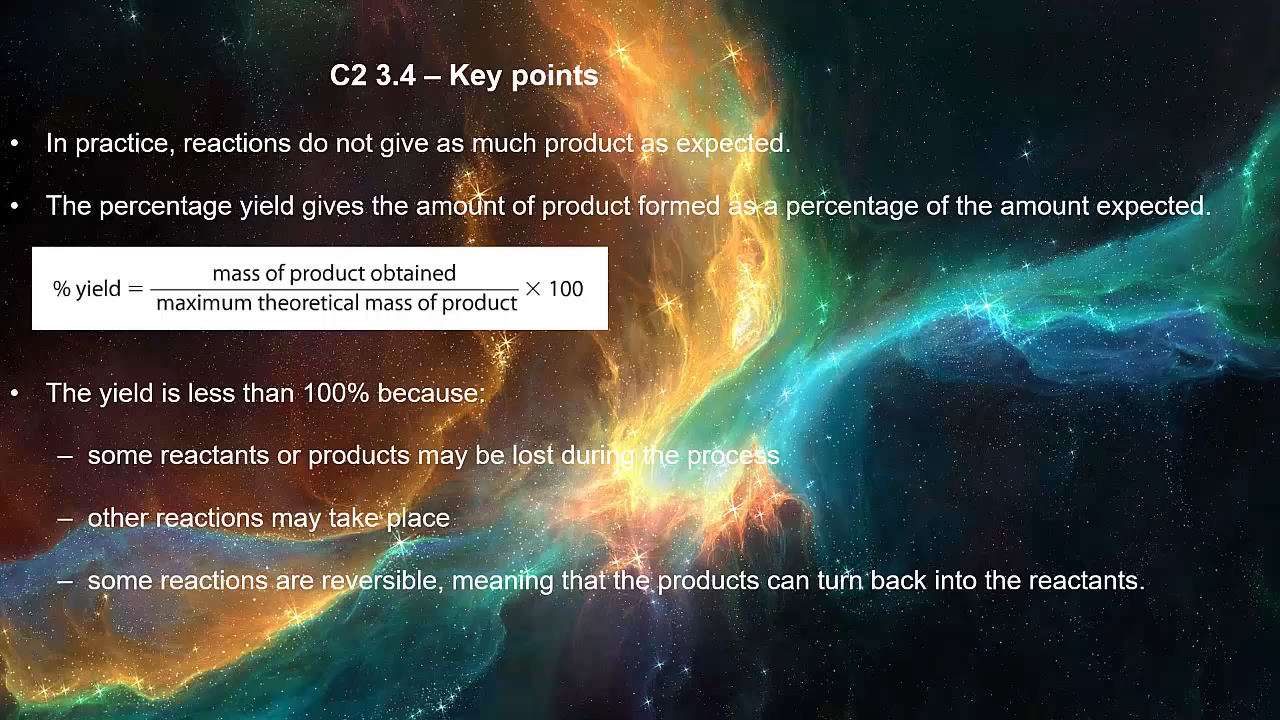 C2 3.4 – Key points
• In practice, reactions do not give as much product as expected.
• The percentage yield gives the amount of product formed as a percentage of the amount expected.
% yield = mass of product obtained / maximum theoretical mass of product × 100
• The yield is less than 100% because:
– some reactants or products may be lost during the process
– other reactions may take place
– some reactions are reversible, meaning that the products can turn back into the reactants.